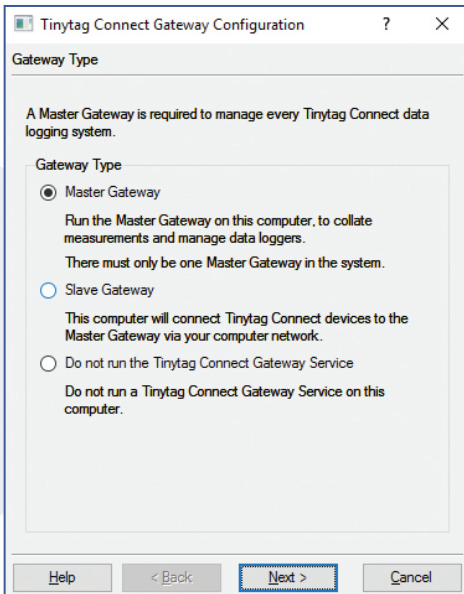 Tinytag Connect Gateway Configuration ?
Gateway Type
A Master Gateway is required to manage every Tinytag Connect data
logging system.
Gateway Type
Master Gateway
Run the Master Gateway on this computer, to collate
measurements and manage data loggers.
There must only be one Master Gateway in the system.
Slave Gateway
This computer will connect Tinytag Connect devices to the
Master Gateway via your computer network.
Do not run the Tinytag Connect Gateway Service
Do not run a Tinytag Connect Gateway Service on this
computer.
Help < Back Next > Cancel